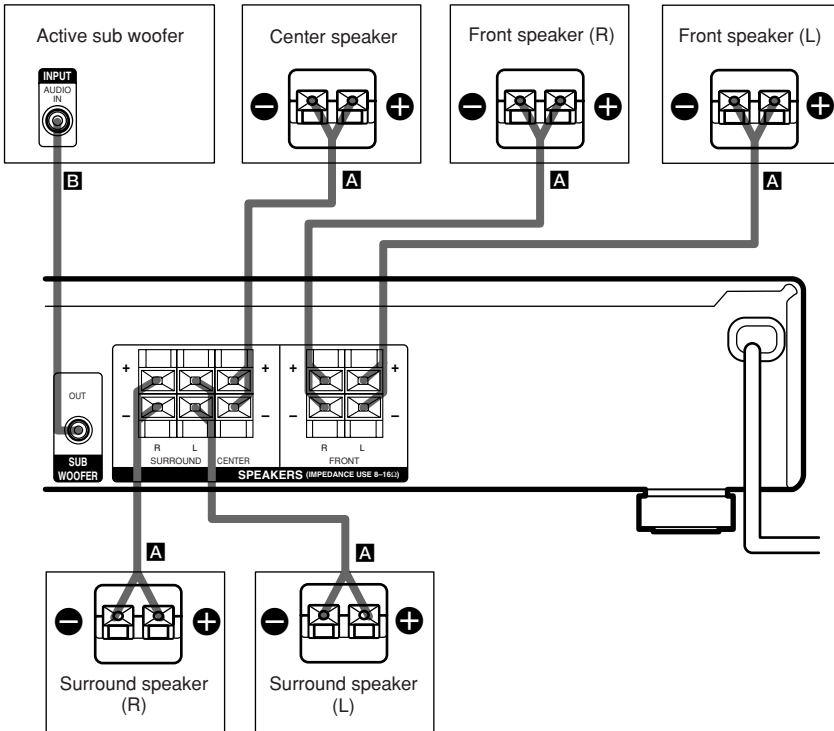 Active sub woofer
Center speaker
Front speaker (R)
Front speaker (L)
INPUT
AUDIO
IN
− +
− +
− +
B
A
A
A
OUT
SUB
WOOFER
+ + + +
− − − −
R L
SURROUND CENTER
R L
FRONT
SPEAKERS (IMPEDANCE USE 8–16Ω)
A
A
− +
− +
Surround speaker
(R)
Surround speaker
(L)